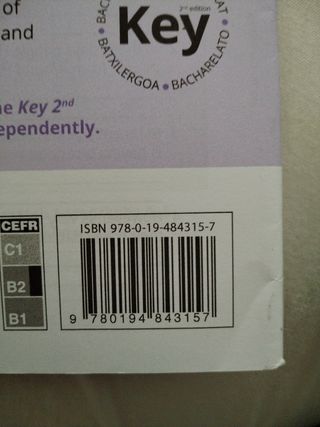 of
and
Key
2nd edition
BATXILERGOA • BACHARELATO •
Key 2nd
CEFR
C1
B2
B1
ISBN 978-0-19-484315-7
9 780194 843157